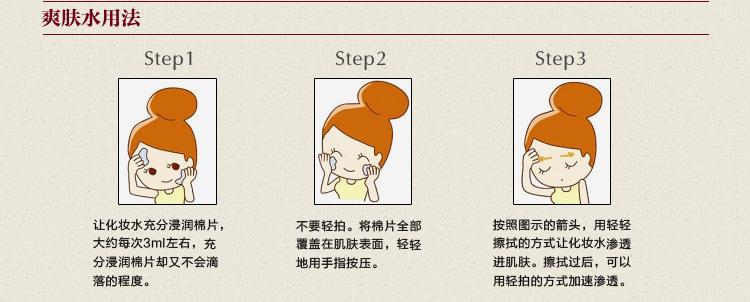 爽肤水用法
Step1
Step2
Step3
让化妆水充分浸润棉片，
大约每次3ml左右，充
分浸润棉片却又不会滴
落的程度。
不要轻拍。将棉片全部
覆盖在肌肤表面，轻轻
地用手指按压。
按照图示的箭头，用轻轻
擦拭的方式让化妆水渗透
进肌肤。擦拭过后，可以
用轻拍的方式加速渗透。